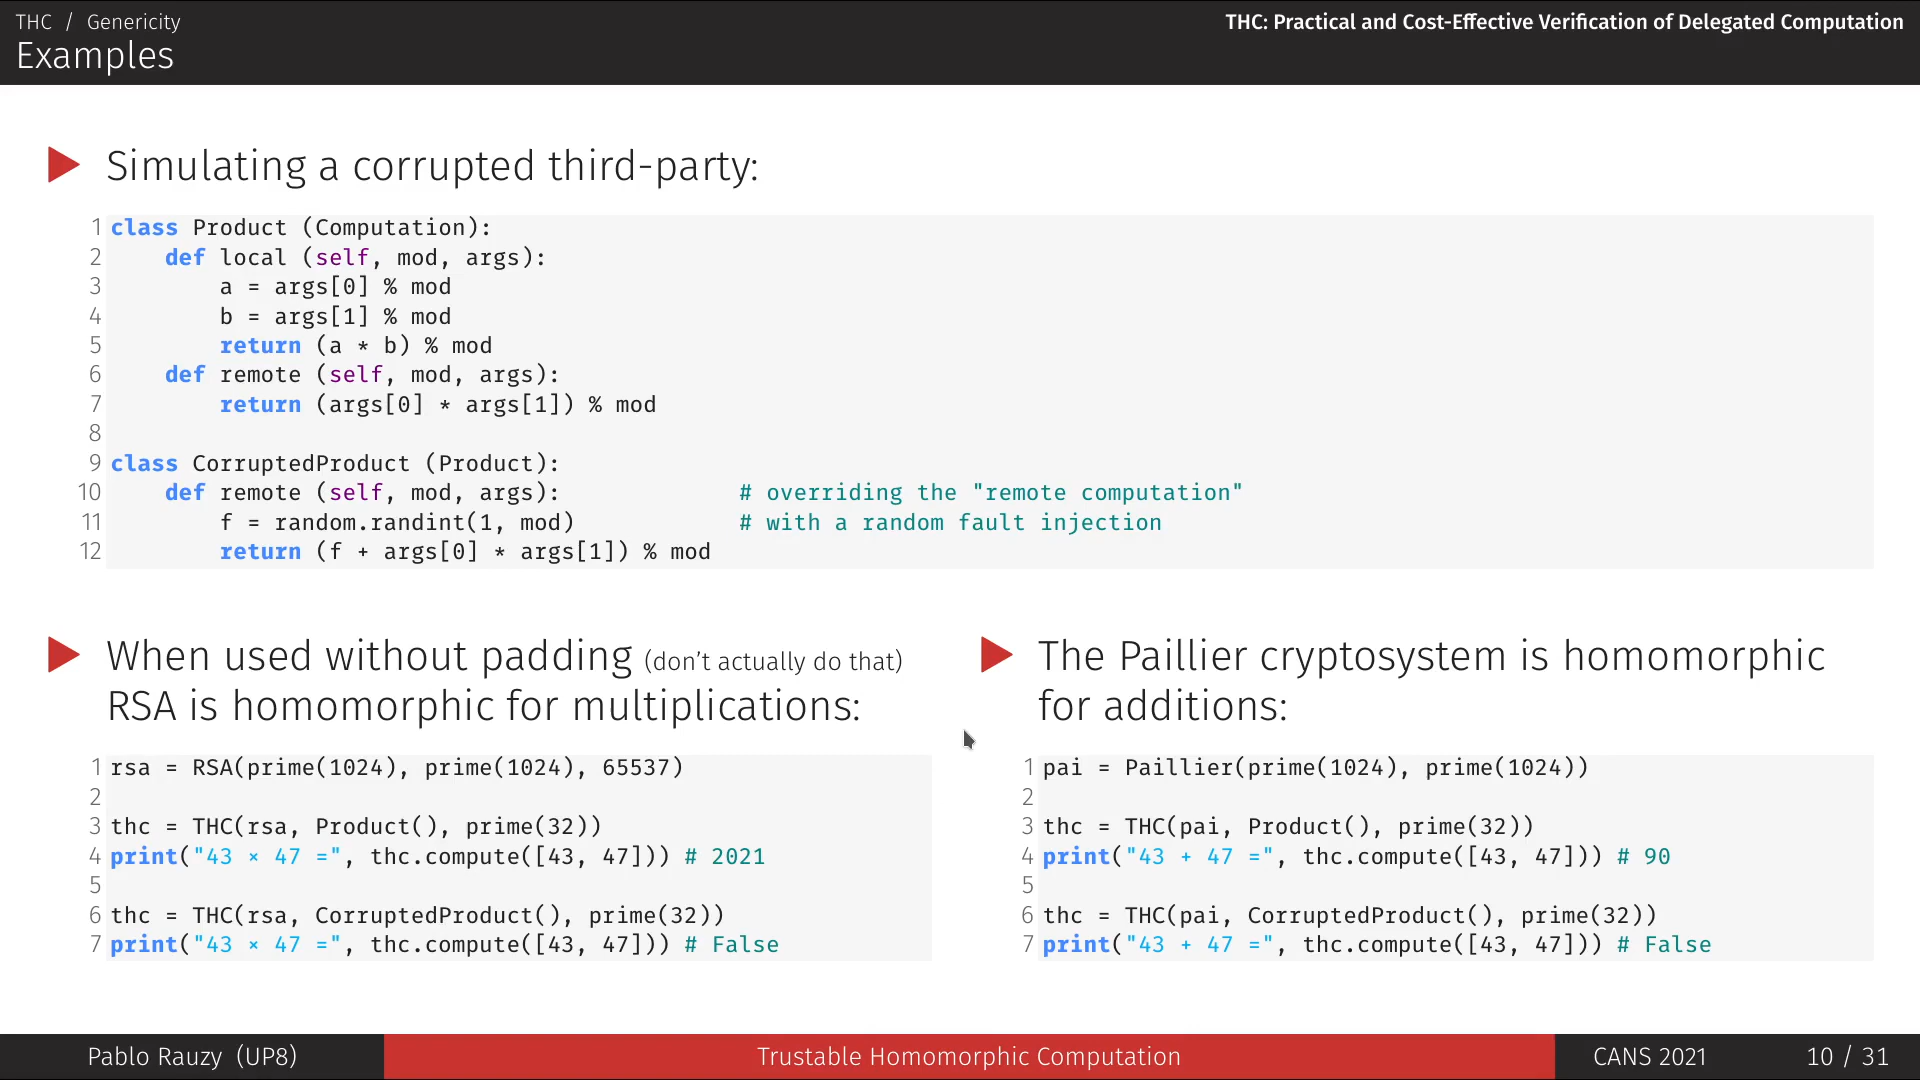 THC / Genericity
THC: Practical and Cost-Effective Verification of Delegated Computation
Examples
Simulating a corrupted third-party:
1 class Product (Computation):
2     def local (self, mod, args):
3         a = args[0] % mod
4         b = args[1] % mod
5         return (a * b) % mod
6     def remote (self, mod, args):
7         return (args[0] * args[1]) % mod
8
9 class CorruptedProduct (Product):
10     def remote (self, mod, args):             # overriding the "remote computation"
11         f = random.randint(1, mod)            # with a random fault injection
12         return (f + args[0] * args[1]) % mod
When used without padding (don't actually do that)
RSA is homomorphic for multiplications:
1 rsa = RSA(prime(1024), prime(1024), 65537)
2
3 thc = THC(rsa, Product(), prime(32))
4 print("43 × 47 =", thc.compute([43, 47])) # 2021
5
6 thc = THC(rsa, CorruptedProduct(), prime(32))
7 print("43 × 47 =", thc.compute([43, 47])) # False
The Paillier cryptosystem is homomorphic
for additions:
1 pai = Paillier(prime(1024), prime(1024))
2
3 thc = THC(pai, Product(), prime(32))
4 print("43 + 47 =", thc.compute([43, 47])) # 90
5
6 thc = THC(pai, CorruptedProduct(), prime(32))
7 print("43 + 47 =", thc.compute([43, 47])) # False
Pablo Rauzy (UP8)
Trustable Homomorphic Computation
CANS 2021
10 / 31